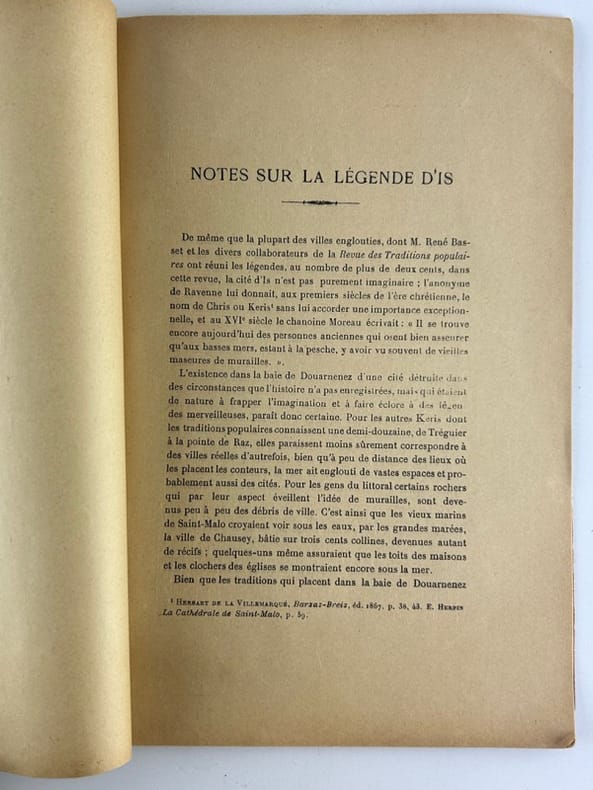 NOTES SUR LA LÉGENDE D'IS
De même que la plupart des villes englouties, dont M. René Bas-
set et les divers collaborateurs de la Revue des Traditions populai-
res ont réuni les légendes, au nombre de plus de deux cents, dans
cette revue, la cité d'Is n'est pas purement imaginaire ; l'anonyme
de Ravenne lui donnait, aux premiers siècles de l'ère chrétienne, le
nom de Chris ou Keris¹ sans lui accorder une importance exception-
nelle, et au XVIᵉ siècle le chanoine Moreau écrivait : « Il se trouve
encore aujourd'hui des personnes anciennes qui osent bien asseurer
qu'aux basses mers, estant à la pesche, y avoir vu souvent de vieilles
maseures de murailles. ».
L'existence dans la baie de Douarnenez d'une cité détruite dans
des circonstances que l'histoire n'a pas enregistrées, mais qui étaient
de nature à frapper l'imagination et à faire éclore à des légen
des merveilleuses, paraît donc certaine. Pour les autres Keris dont
les traditions populaires connaissent une demi-douzaine, de Tréguier
à la pointe de Raz, elles paraissent moins sûrement correspondre à
des villes réelles d'autrefois, bien qu'à peu de distance des lieux où
les placent les conteurs, la mer ait englouti de vastes espaces et pro-
bablement aussi des cités. Pour les gens du littoral certains rochers
qui par leur aspect éveillent l'idée de murailles, sont deve-
nus peu à peu des débris de ville. C'est ainsi que les vieux marins
de Saint-Malo croyaient voir sous les eaux, par les grandes marées,
la ville de Chausey, bâtie sur trois cents collines, devenues autant
de récifs ; quelques-uns même assuraient que les toits des maisons
et les clochers des églises se montraient encore sous la mer.
Bien que les traditions qui placent dans la baie de Douarnenez
¹ HERSART DE LA VILLEMARQUÉ, Barzaz-Breiz, éd. 1867. p. 38, 43. E. HERPIN
La Cathédrale de Saint-Malo, p. 59.